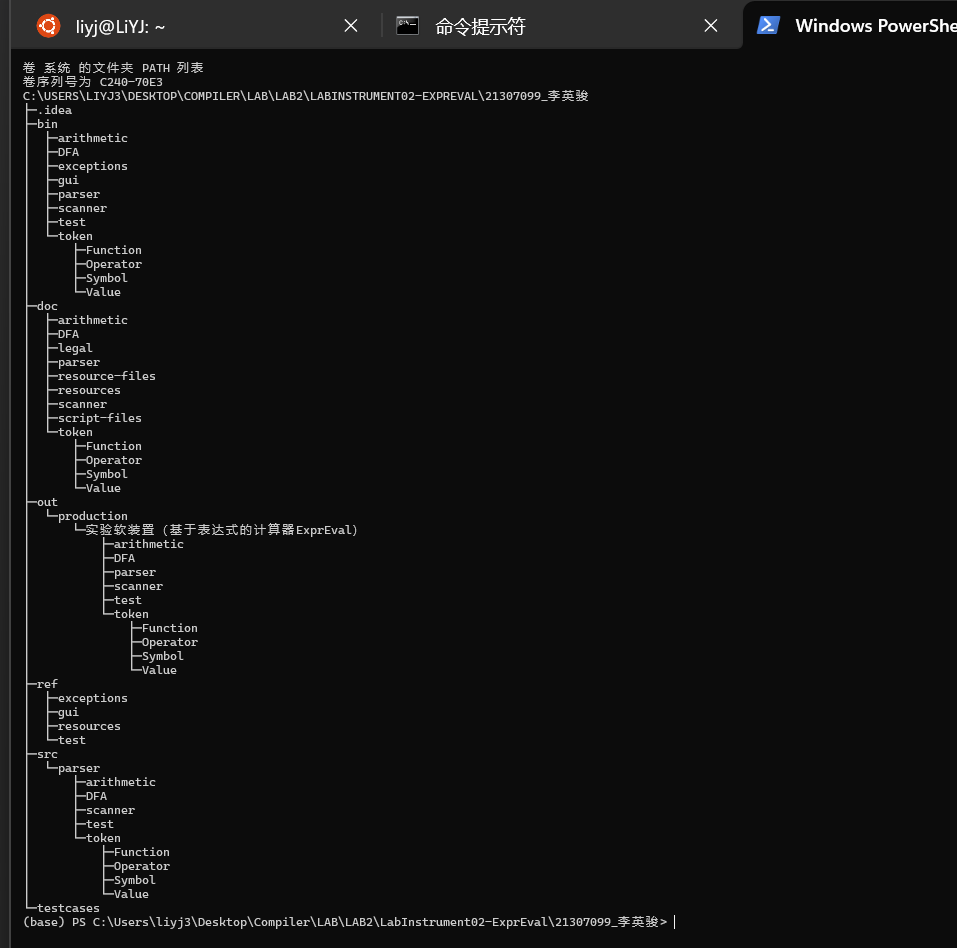 liyj@LiYJ: ~
命令提示符
Windows PowerShe
卷 系统 的文件夹 PATH 列表
卷序列号为 C240-70E3
C:\USERS\LIYJ3\DESKTOP\COMPILER\LAB\LAB2\LABINSTRUMENT02-EXPREVAL\21307099_李英骏
├─.idea
├─bin
│  ├─arithmetic
│  ├─DFA
│  ├─exceptions
│  ├─gui
│  ├─parser
│  ├─scanner
│  ├─test
│  └─token
│      ├─Function
│      ├─Operator
│      ├─Symbol
│      └─Value
├─doc
│  ├─arithmetic
│  ├─DFA
│  ├─legal
│  ├─parser
│  ├─resource-files
│  ├─resources
│  ├─scanner
│  ├─script-files
│  └─token
│      ├─Function
│      ├─Operator
│      ├─Symbol
│      └─Value
├─out
│  └─production
│      └─实验软装置（基于表达式的计算器ExprEval）
│          ├─arithmetic
│          ├─DFA
│          ├─parser
│          ├─scanner
│          ├─test
│          └─token
│              ├─Function
│              ├─Operator
│              ├─Symbol
│              └─Value
├─ref
│  ├─exceptions
│  ├─gui
│  ├─resources
│  └─test
├─src
│  └─parser
│      ├─arithmetic
│      ├─DFA
│      ├─scanner
│      ├─test
│      └─token
│          ├─Function
│          ├─Operator
│          ├─Symbol
│          └─Value
└─testcases
(base) PS C:\Users\liyj3\Desktop\Compiler\LAB\LAB2\LabInstrument02-ExprEval\21307099_李英骏>